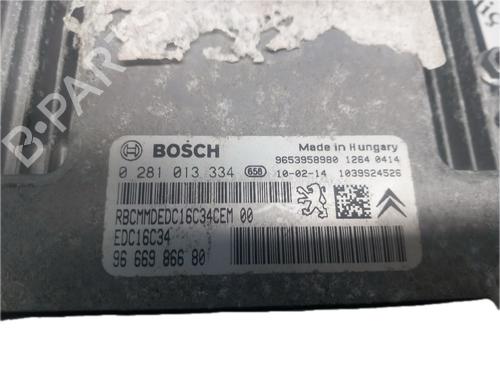 B-PARTS
BOSCH
Made in Hungary
9653958980 1264 0414
0 281 013 334 658 10-02-14 1039S24526
RBCMMDEDC16C34CEM 00
EDC16C34
96 669 866 80